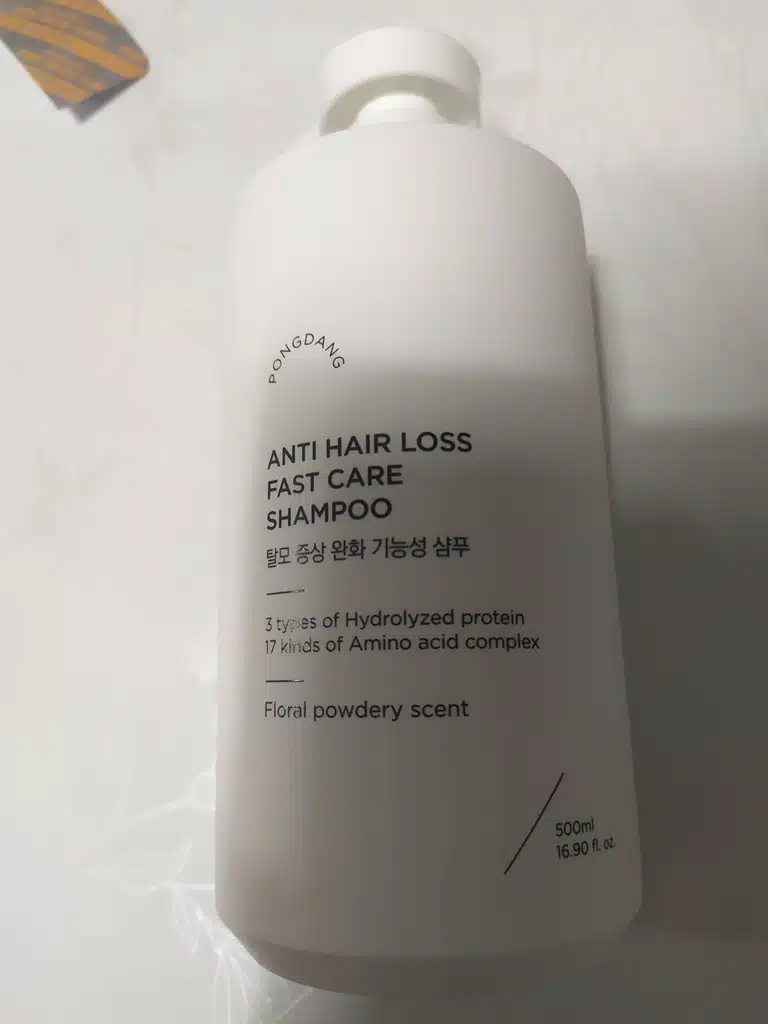 PONGDANG
ANTI HAIR LOSS
FAST CARE
SHAMPOO
탈모 증상 완화 기능성 샴푸
3 types of Hydrolyzed protein
17 kinds of Amino acid complex
Floral powdery scent
500ml
16.90 fl. oz